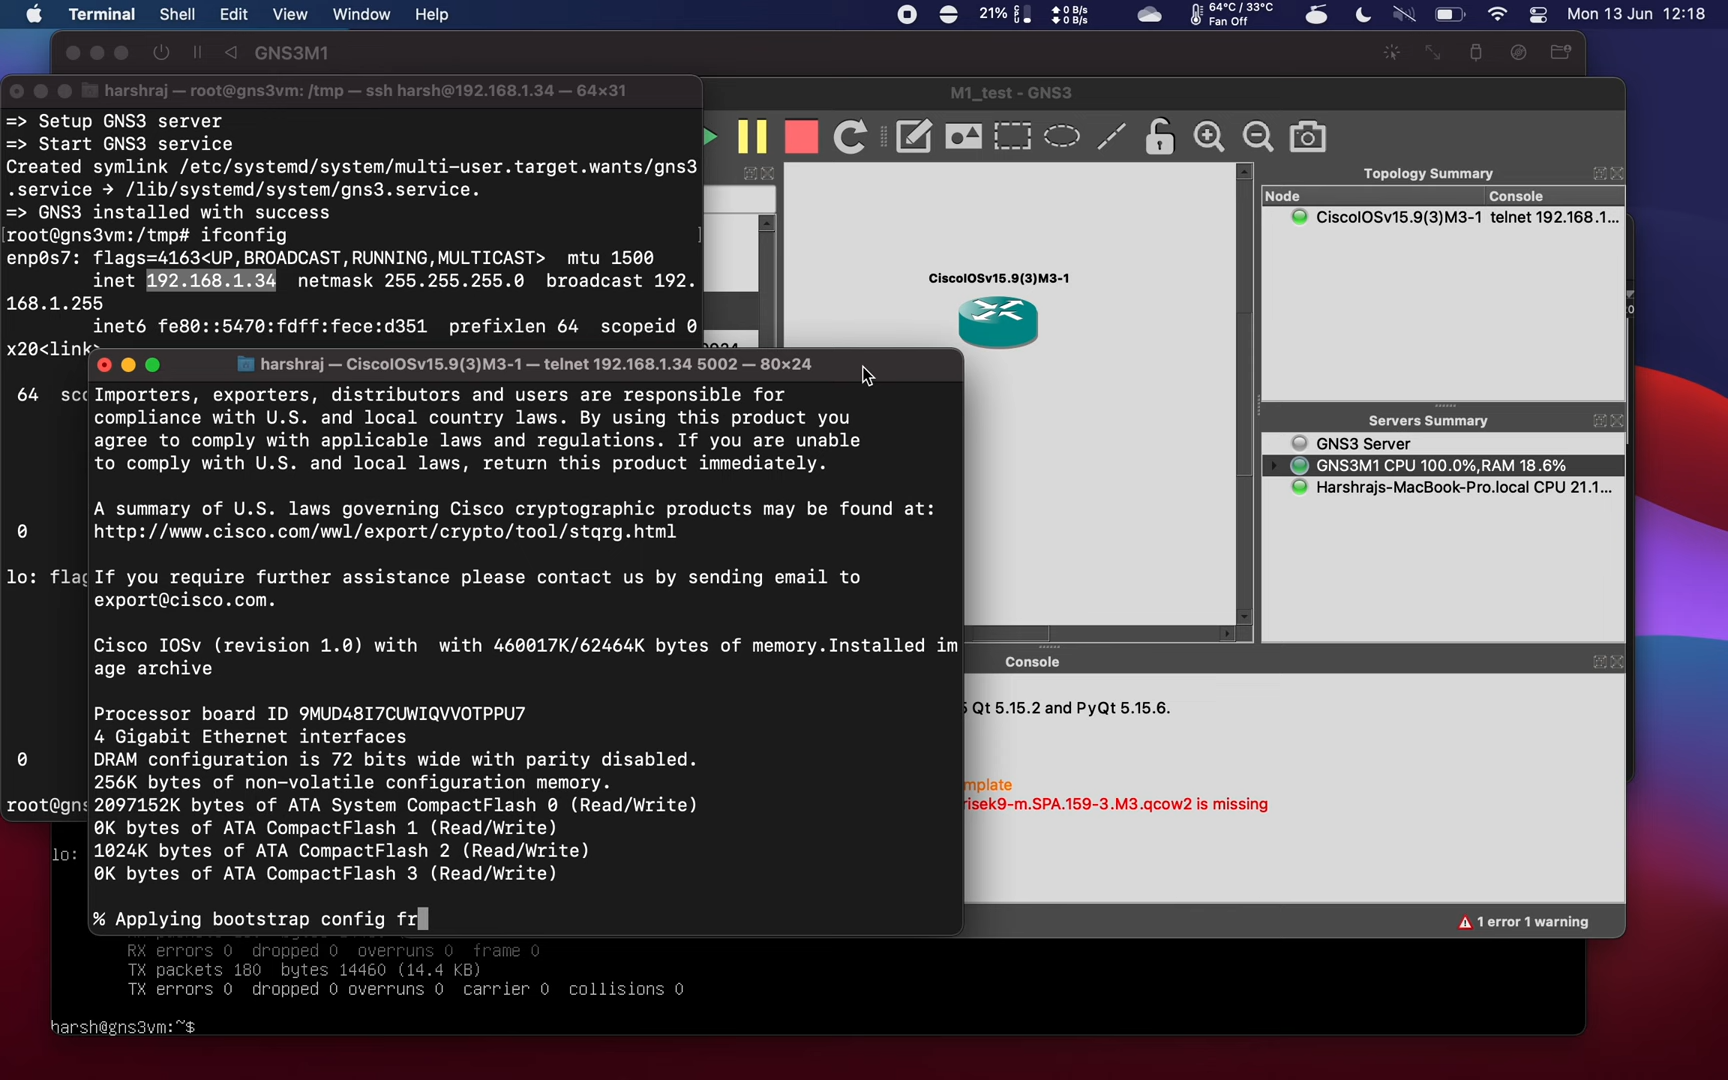 Terminal Shell Edit View Window Help
21% 0 B/s 0 B/s 64°C / 33°C Fan Off Mon 13 Jun 12:18
GNS3M1
harshraj — root@gns3vm: /tmp — ssh harsh@192.168.1.34 — 64×31
=> Setup GNS3 server
=> Start GNS3 service
Created symlink /etc/systemd/system/multi-user.target.wants/gns3
.service → /lib/systemd/system/gns3.service.
=> GNS3 installed with success
[root@gns3vm:/tmp# ifconfig ]
enp0s7: flags=4163<UP,BROADCAST,RUNNING,MULTICAST> mtu 1500
inet 192.168.1.34 netmask 255.255.255.0 broadcast 192.
168.1.255
inet6 fe80::5470:fdff:fece:d351 prefixlen 64 scopeid 0
x20<link>
64
0
lo:
0
harshraj — CiscoIOSv15.9(3)M3-1 — telnet 192.168.1.34 5002 — 80×24
Importers, exporters, distributors and users are responsible for
compliance with U.S. and local country laws. By using this product you
agree to comply with applicable laws and regulations. If you are unable
to comply with U.S. and local laws, return this product immediately.
A summary of U.S. laws governing Cisco cryptographic products may be found at:
http://www.cisco.com/wwl/export/crypto/tool/stqrg.html
If you require further assistance please contact us by sending email to
export@cisco.com.
Cisco IOSv (revision 1.0) with with 460017K/62464K bytes of memory.Installed im
age archive
Processor board ID 9MUD48I7CUWIQVVOTPPU7
4 Gigabit Ethernet interfaces
DRAM configuration is 72 bits wide with parity disabled.
256K bytes of non-volatile configuration memory.
2097152K bytes of ATA System CompactFlash 0 (Read/Write)
0K bytes of ATA CompactFlash 1 (Read/Write)
1024K bytes of ATA CompactFlash 2 (Read/Write)
0K bytes of ATA CompactFlash 3 (Read/Write)
% Applying bootstrap config fr
M1_test - GNS3
CiscoIOSv15.9(3)M3-1
Topology Summary
Node Console
CiscoIOSv15.9(3)M3-1 telnet 192.168.1...
Servers Summary
GNS3 Server
GNS3M1 CPU 100.0%, RAM 18.6%
Harshrajs-MacBook-Pro.local CPU 21.1...
Console
Qt 5.15.2 and PyQt 5.15.6.
mplate
risek9-m.SPA.159-3.M3.qcow2 is missing
1 error 1 warning
lo:
RX errors 0 dropped 0 overruns 0 frame 0
TX packets 180 bytes 14460 (14.4 KB)
TX errors 0 dropped 0 overruns 0 carrier 0 collisions 0
harsh@gns3vm:~$